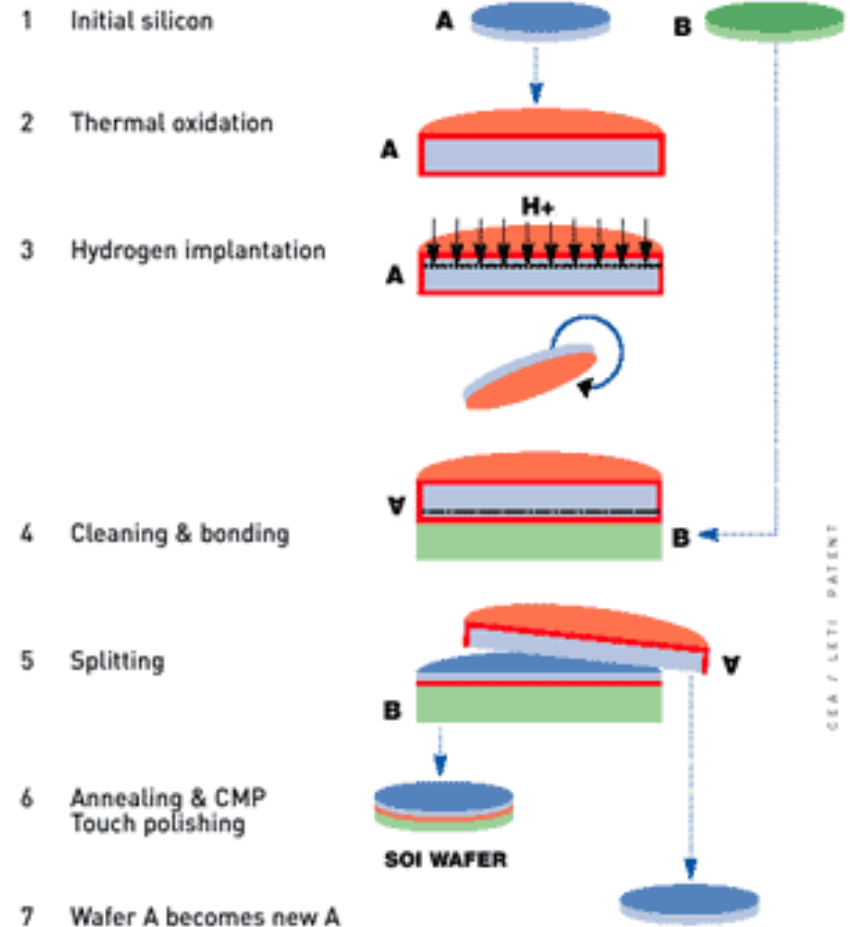 1 Initial silicon
A
B
2 Thermal oxidation
A
H+
3 Hydrogen implantation
A
A
4 Cleaning & bonding
B
5 Splitting
A
B
6 Annealing & CMP
Touch polishing
SOI WAFER
7 Wafer A becomes new A
CEA / LETI PATENT